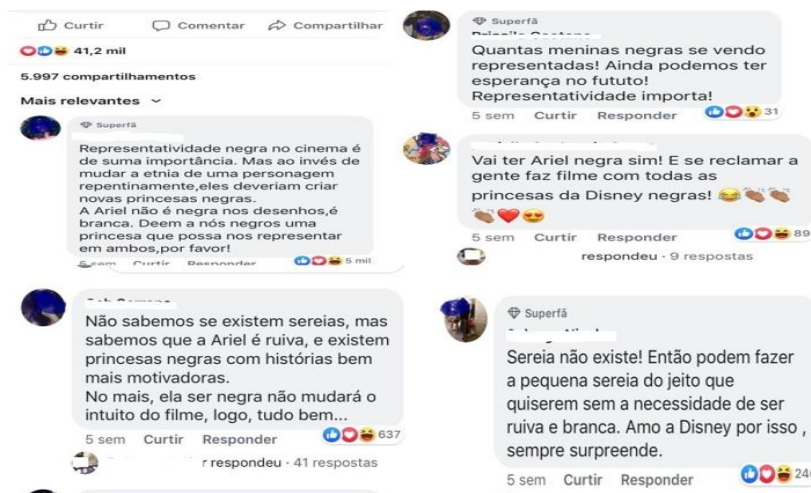 Curtir Comentar Compartilhar
41,2 mil
5.997 compartilhamentos
Mais relevantes
Superfã
Representatividade negra no cinema é
de suma importância. Mas ao invés de
mudar a etnia de uma personagem
repentinamente,eles deveriam criar
novas princesas negras.
A Ariel não é negra nos desenhos,é
branca. Deem a nós negros uma
princesa que possa nos representar
em ambos,por favor!
5 sem Curtir Responder 5 mil
Não sabemos se existem sereias, mas
sabemos que a Ariel é ruiva, e existem
princesas negras com histórias bem
mais motivadoras.
No mais, ela ser negra não mudará o
intuito do filme, logo, tudo bem...
5 sem Curtir Responder 637
respondeu · 41 respostas
Superfã
Quantas meninas negras se vendo
representadas! Ainda podemos ter
esperança no fututo!
Representatividade importa!
5 sem Curtir Responder 31
Vai ter Ariel negra sim! E se reclamar a
gente faz filme com todas as
princesas da Disney negras! 😂👏🏽👏🏽
👏🏽❤️😍
5 sem Curtir Responder 89
respondeu · 9 respostas
Superfã
Sereia não existe! Então podem fazer
a pequena sereia do jeito que
quiserem sem a necessidade de ser
ruiva e branca. Amo a Disney por isso ,
sempre surpreende.
5 sem Curtir Responder